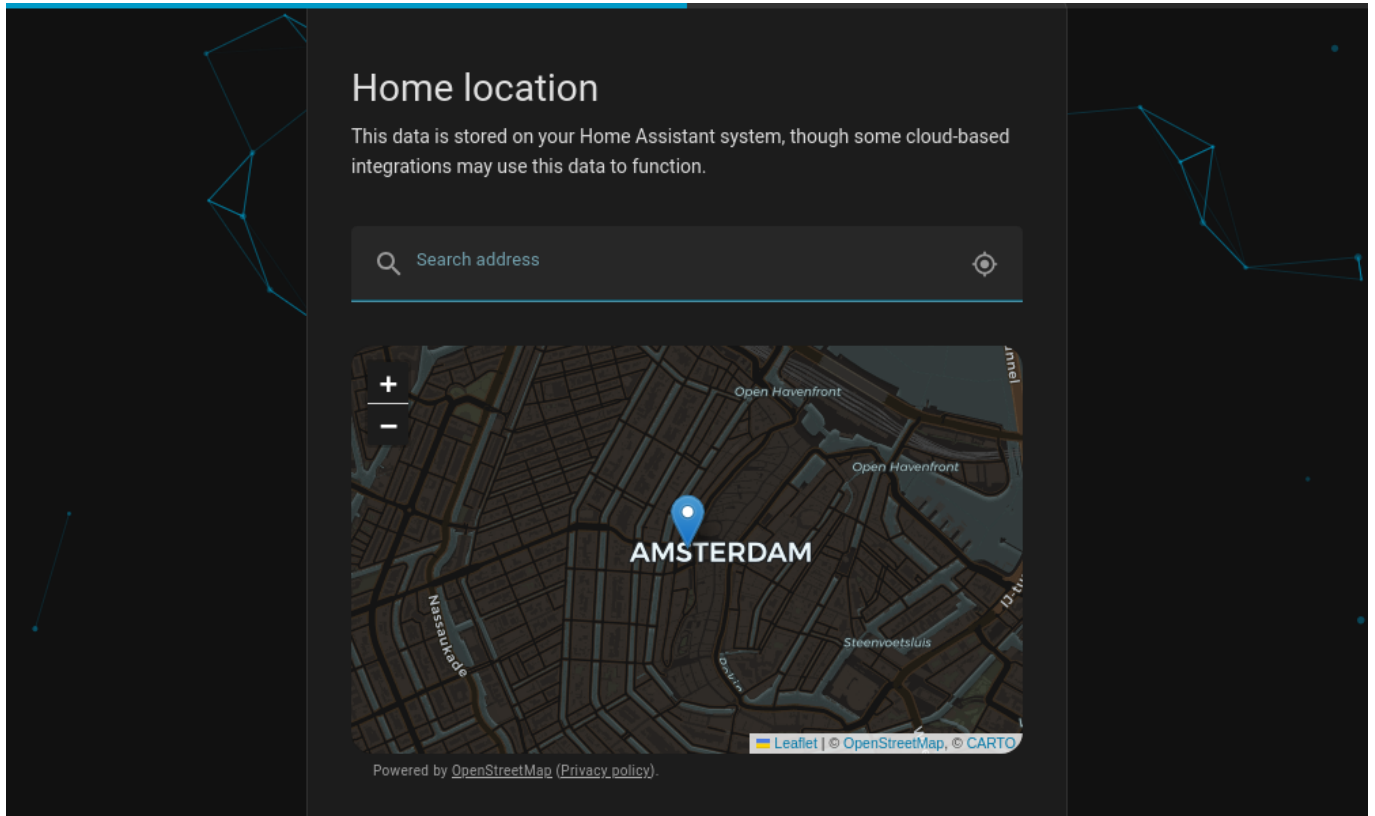 Home location
This data is stored on your Home Assistant system, though some cloud-based
integrations may use this data to function.
Search address
+
−
Open Havenfront
Open Havenfront
AMSTERDAM
Nassaukade
Steenvoetsluis
Rokin
Leaflet | © OpenStreetMap, © CARTO
Powered by OpenStreetMap (Privacy policy).